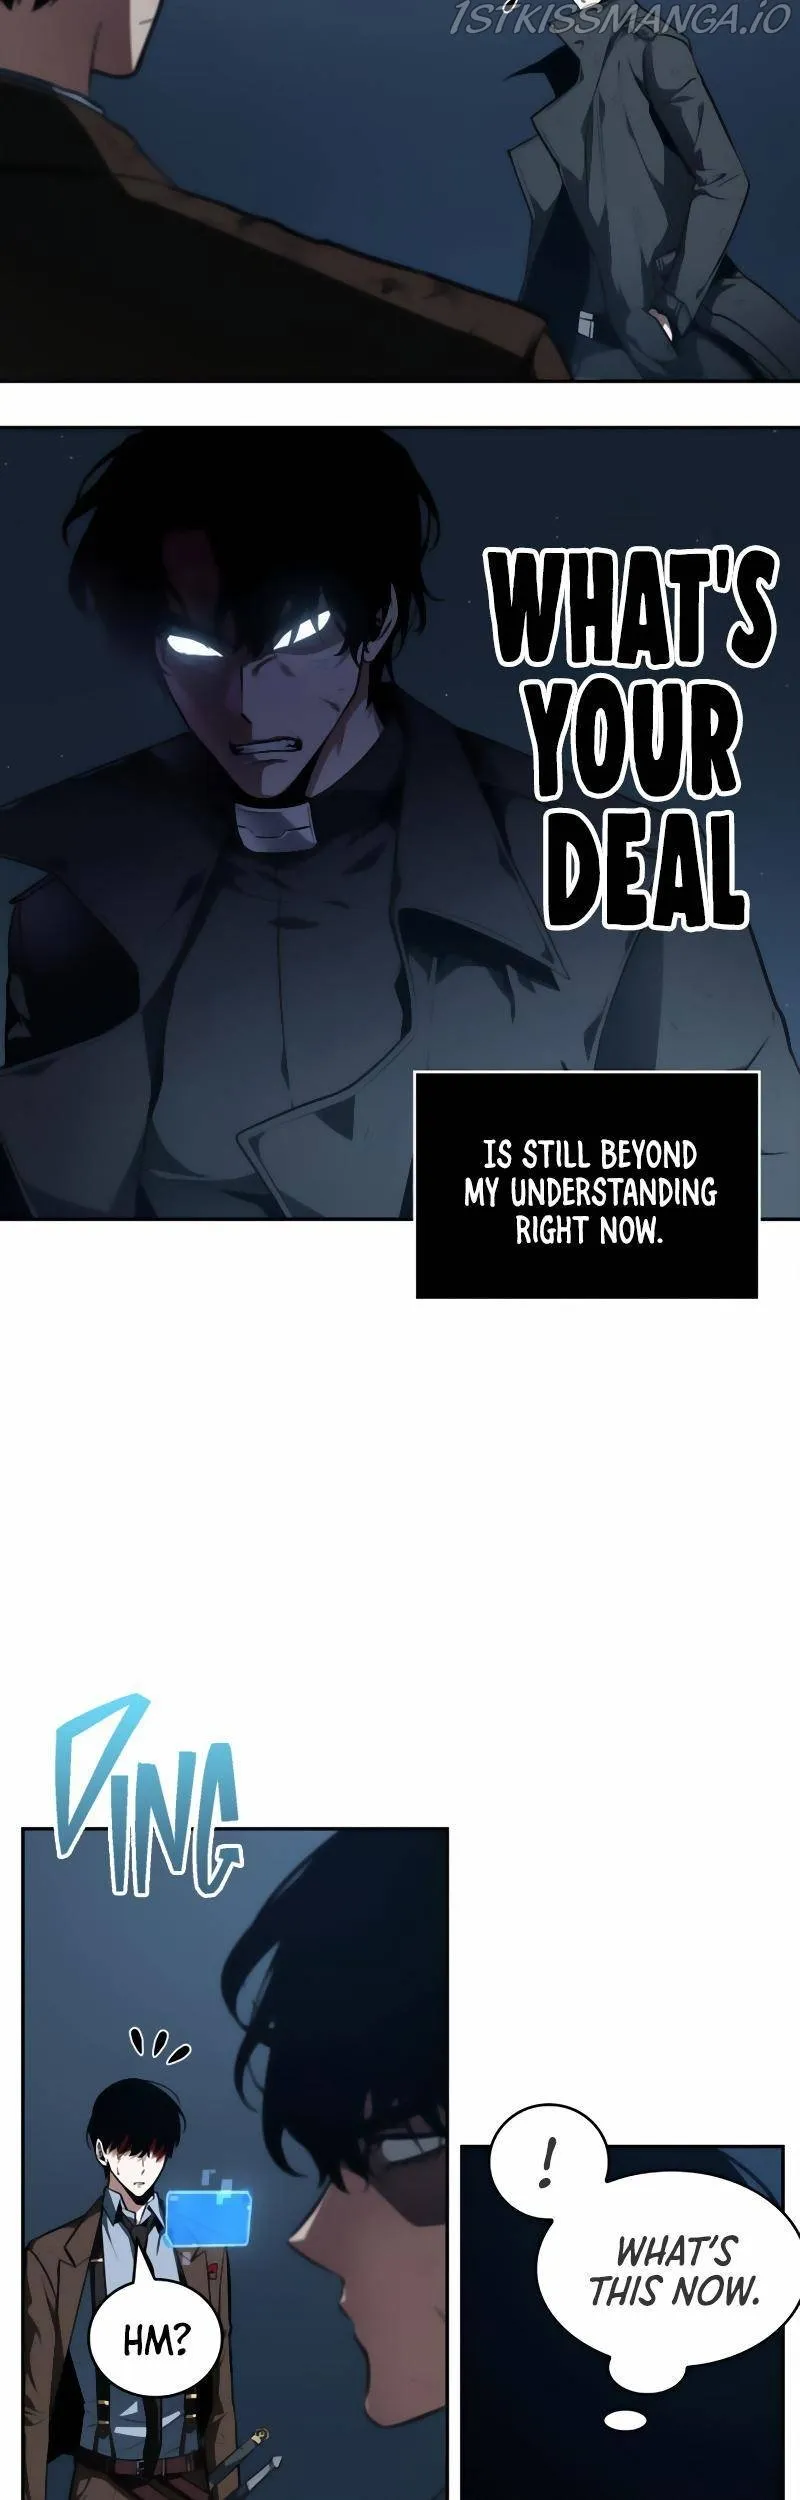 1STKISSMANGA.IO
WHAT'S
YOUR
DEAL
IS STILL BEYOND
MY UNDERSTANDING
RIGHT NOW.
DING
!
WHAT'S
THIS NOW.
HM?